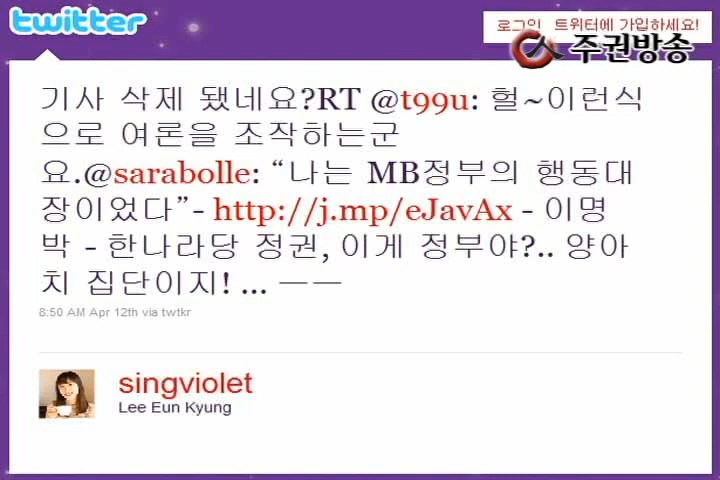 twitter
로그인 트위터에 가입하세요!
주권방송
기사 삭제 됐네요?RT @t99u: 헐~이런식
으로 여론을 조작하는군
요.@sarabolle: “나는 MB정부의 행동대
장이었다”- http://j.mp/eJavAx - 이명
박 - 한나라당 정권, 이게 정부야?.. 양아
치 집단이지! ... ㅡㅡ
8:50 AM Apr 12th via twtkr
singviolet
Lee Eun Kyung